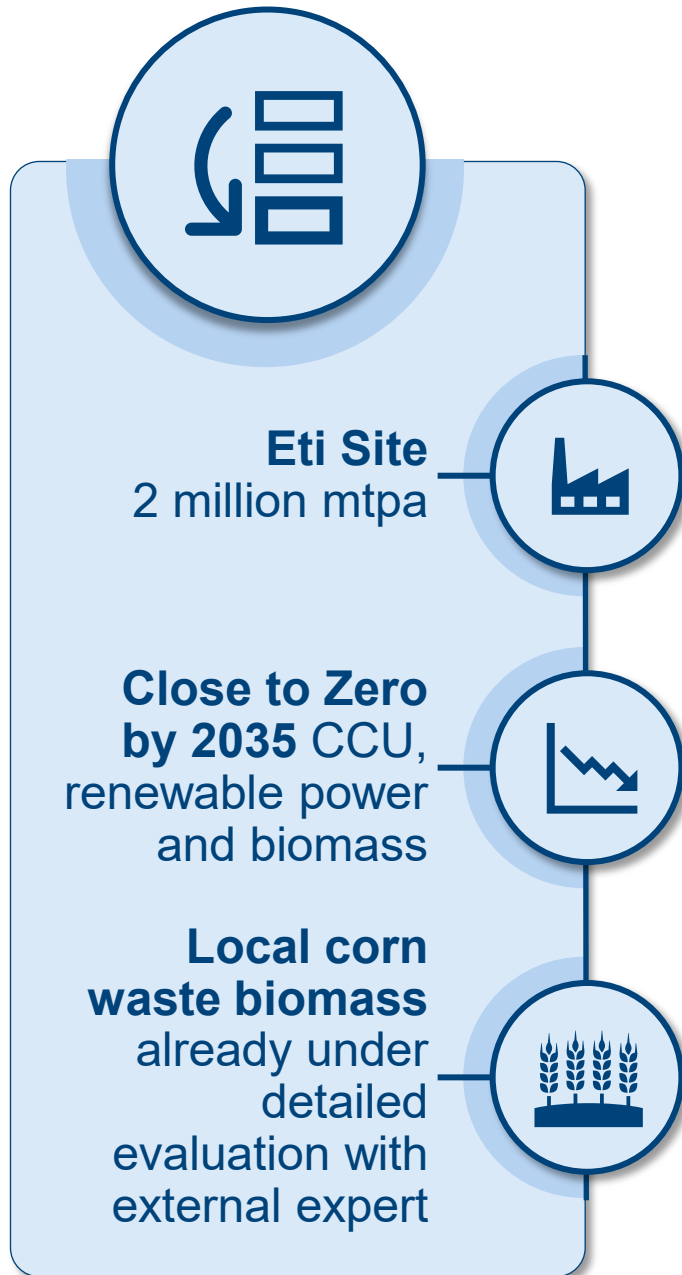 Eti Site
2 million mtpa
Close to Zero
by 2035 CCU,
renewable power
and biomass
Local corn
waste biomass
already under
detailed
evaluation with
external expert